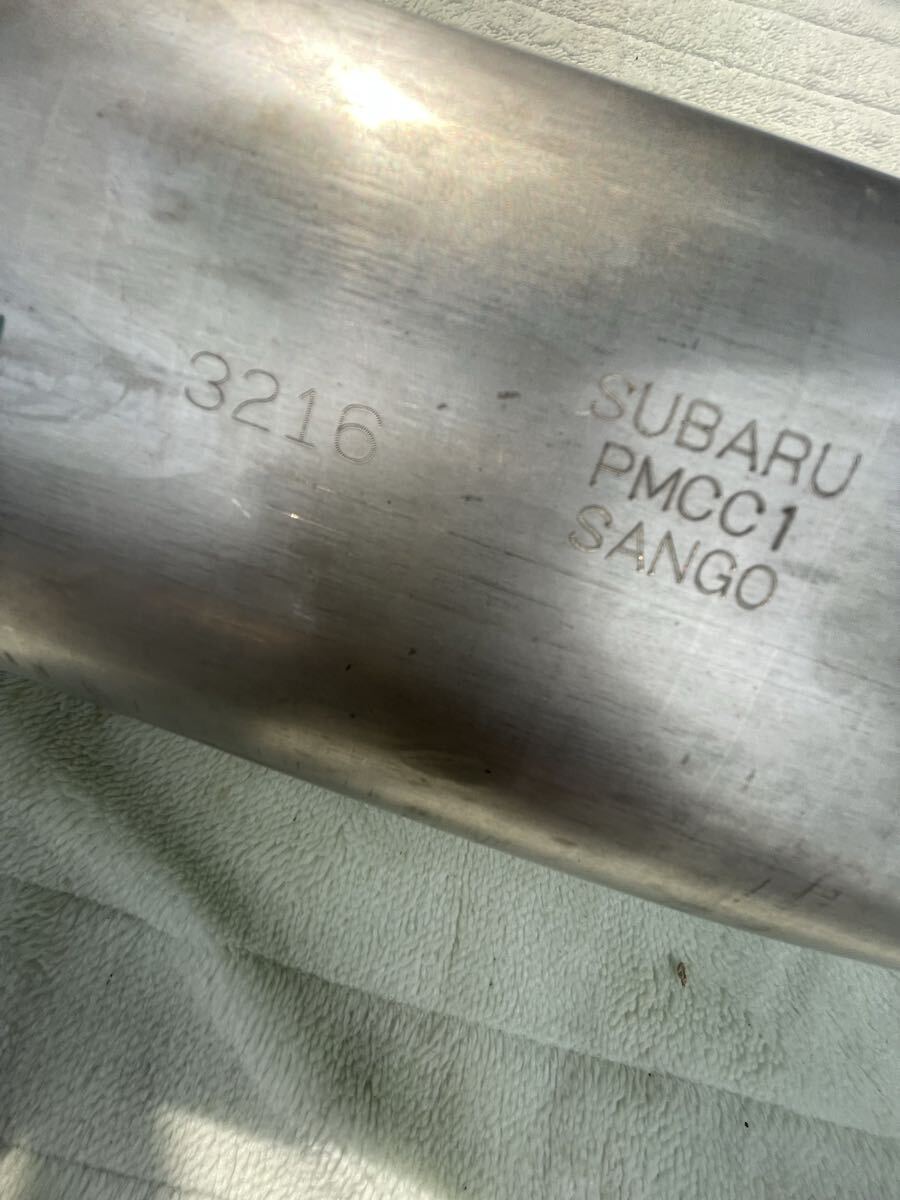 3216
SUBARU
PMCC1
SANGO